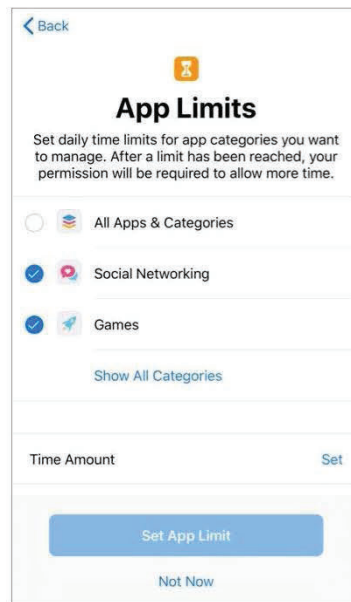 Back
App Limits
Set daily time limits for app categories you want
to manage. After a limit has been reached, your
permission will be required to allow more time.
All Apps & Categories
Social Networking
Games
Show All Categories
Time Amount Set
Set App Limit
Not Now